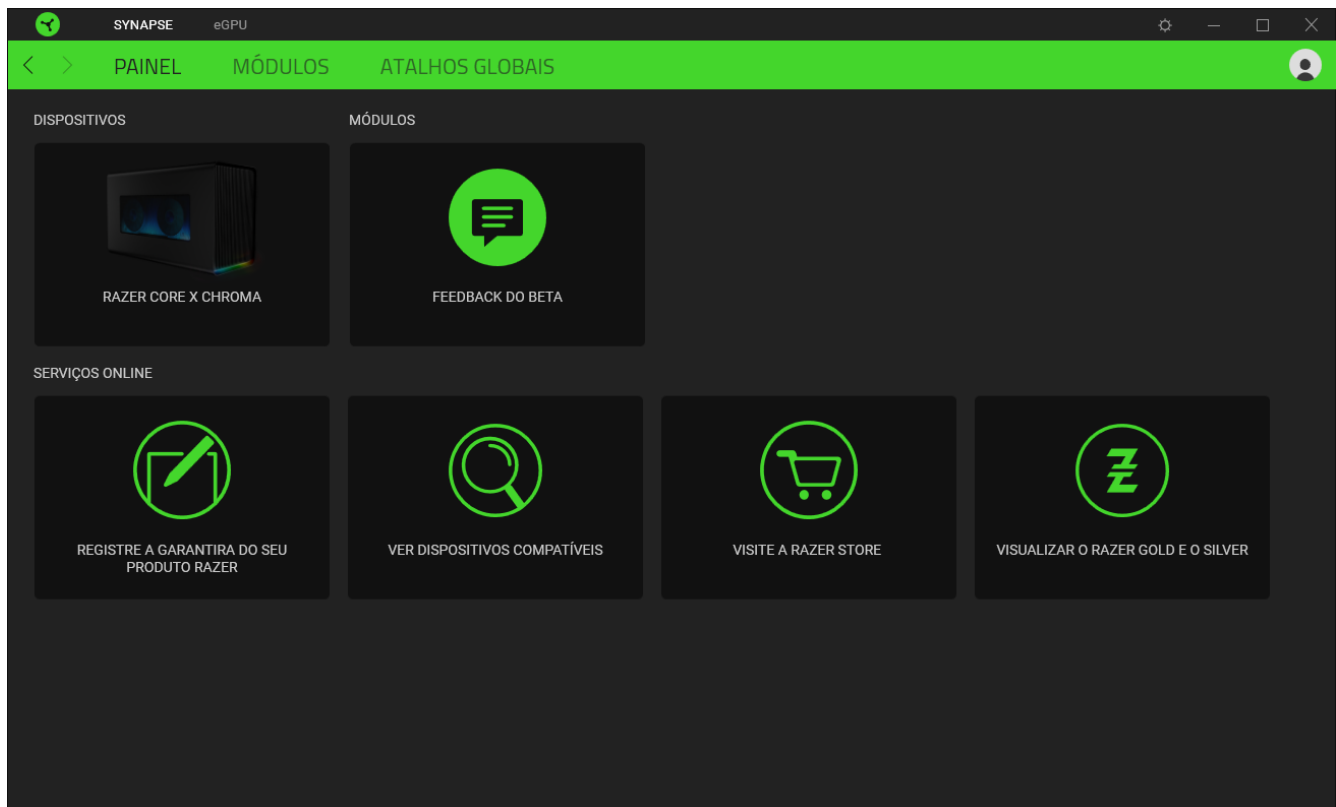 SYNAPSE eGPU
PAINEL MÓDULOS ATALHOS GLOBAIS
DISPOSITIVOS
MÓDULOS
RAZER CORE X CHROMA
FEEDBACK DO BETA
SERVIÇOS ONLINE
REGISTRE A GARANTIRA DO SEU
PRODUTO RAZER
VER DISPOSITIVOS COMPATÍVEIS
VISITE A RAZER STORE
VISUALIZAR O RAZER GOLD E O SILVER